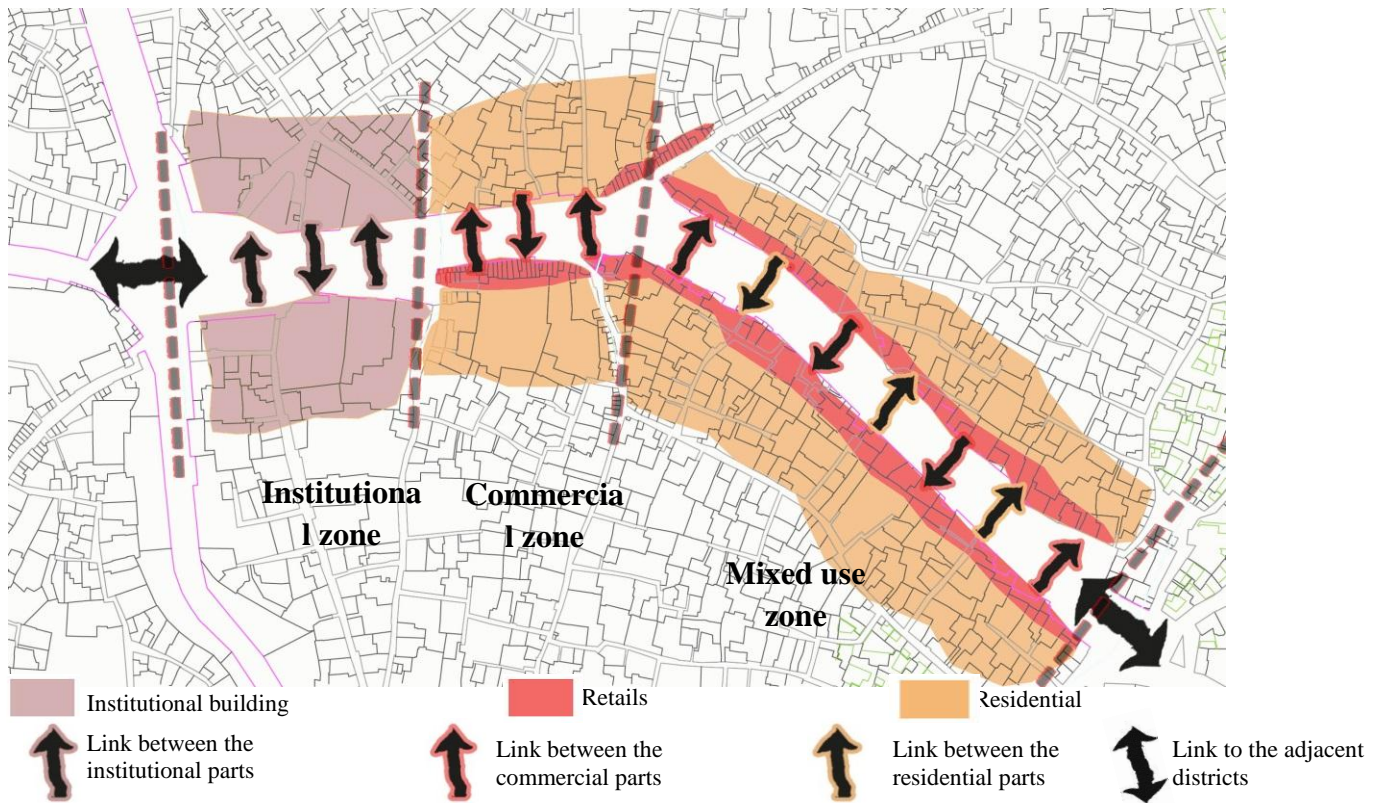 Institutiona
l zone
Commercia
l zone
Mixed use
zone
Institutional building
Retails
Residential
Link between the
institutional parts
Link between the
commercial parts
Link between the
residential parts
Link to the adjacent
districts